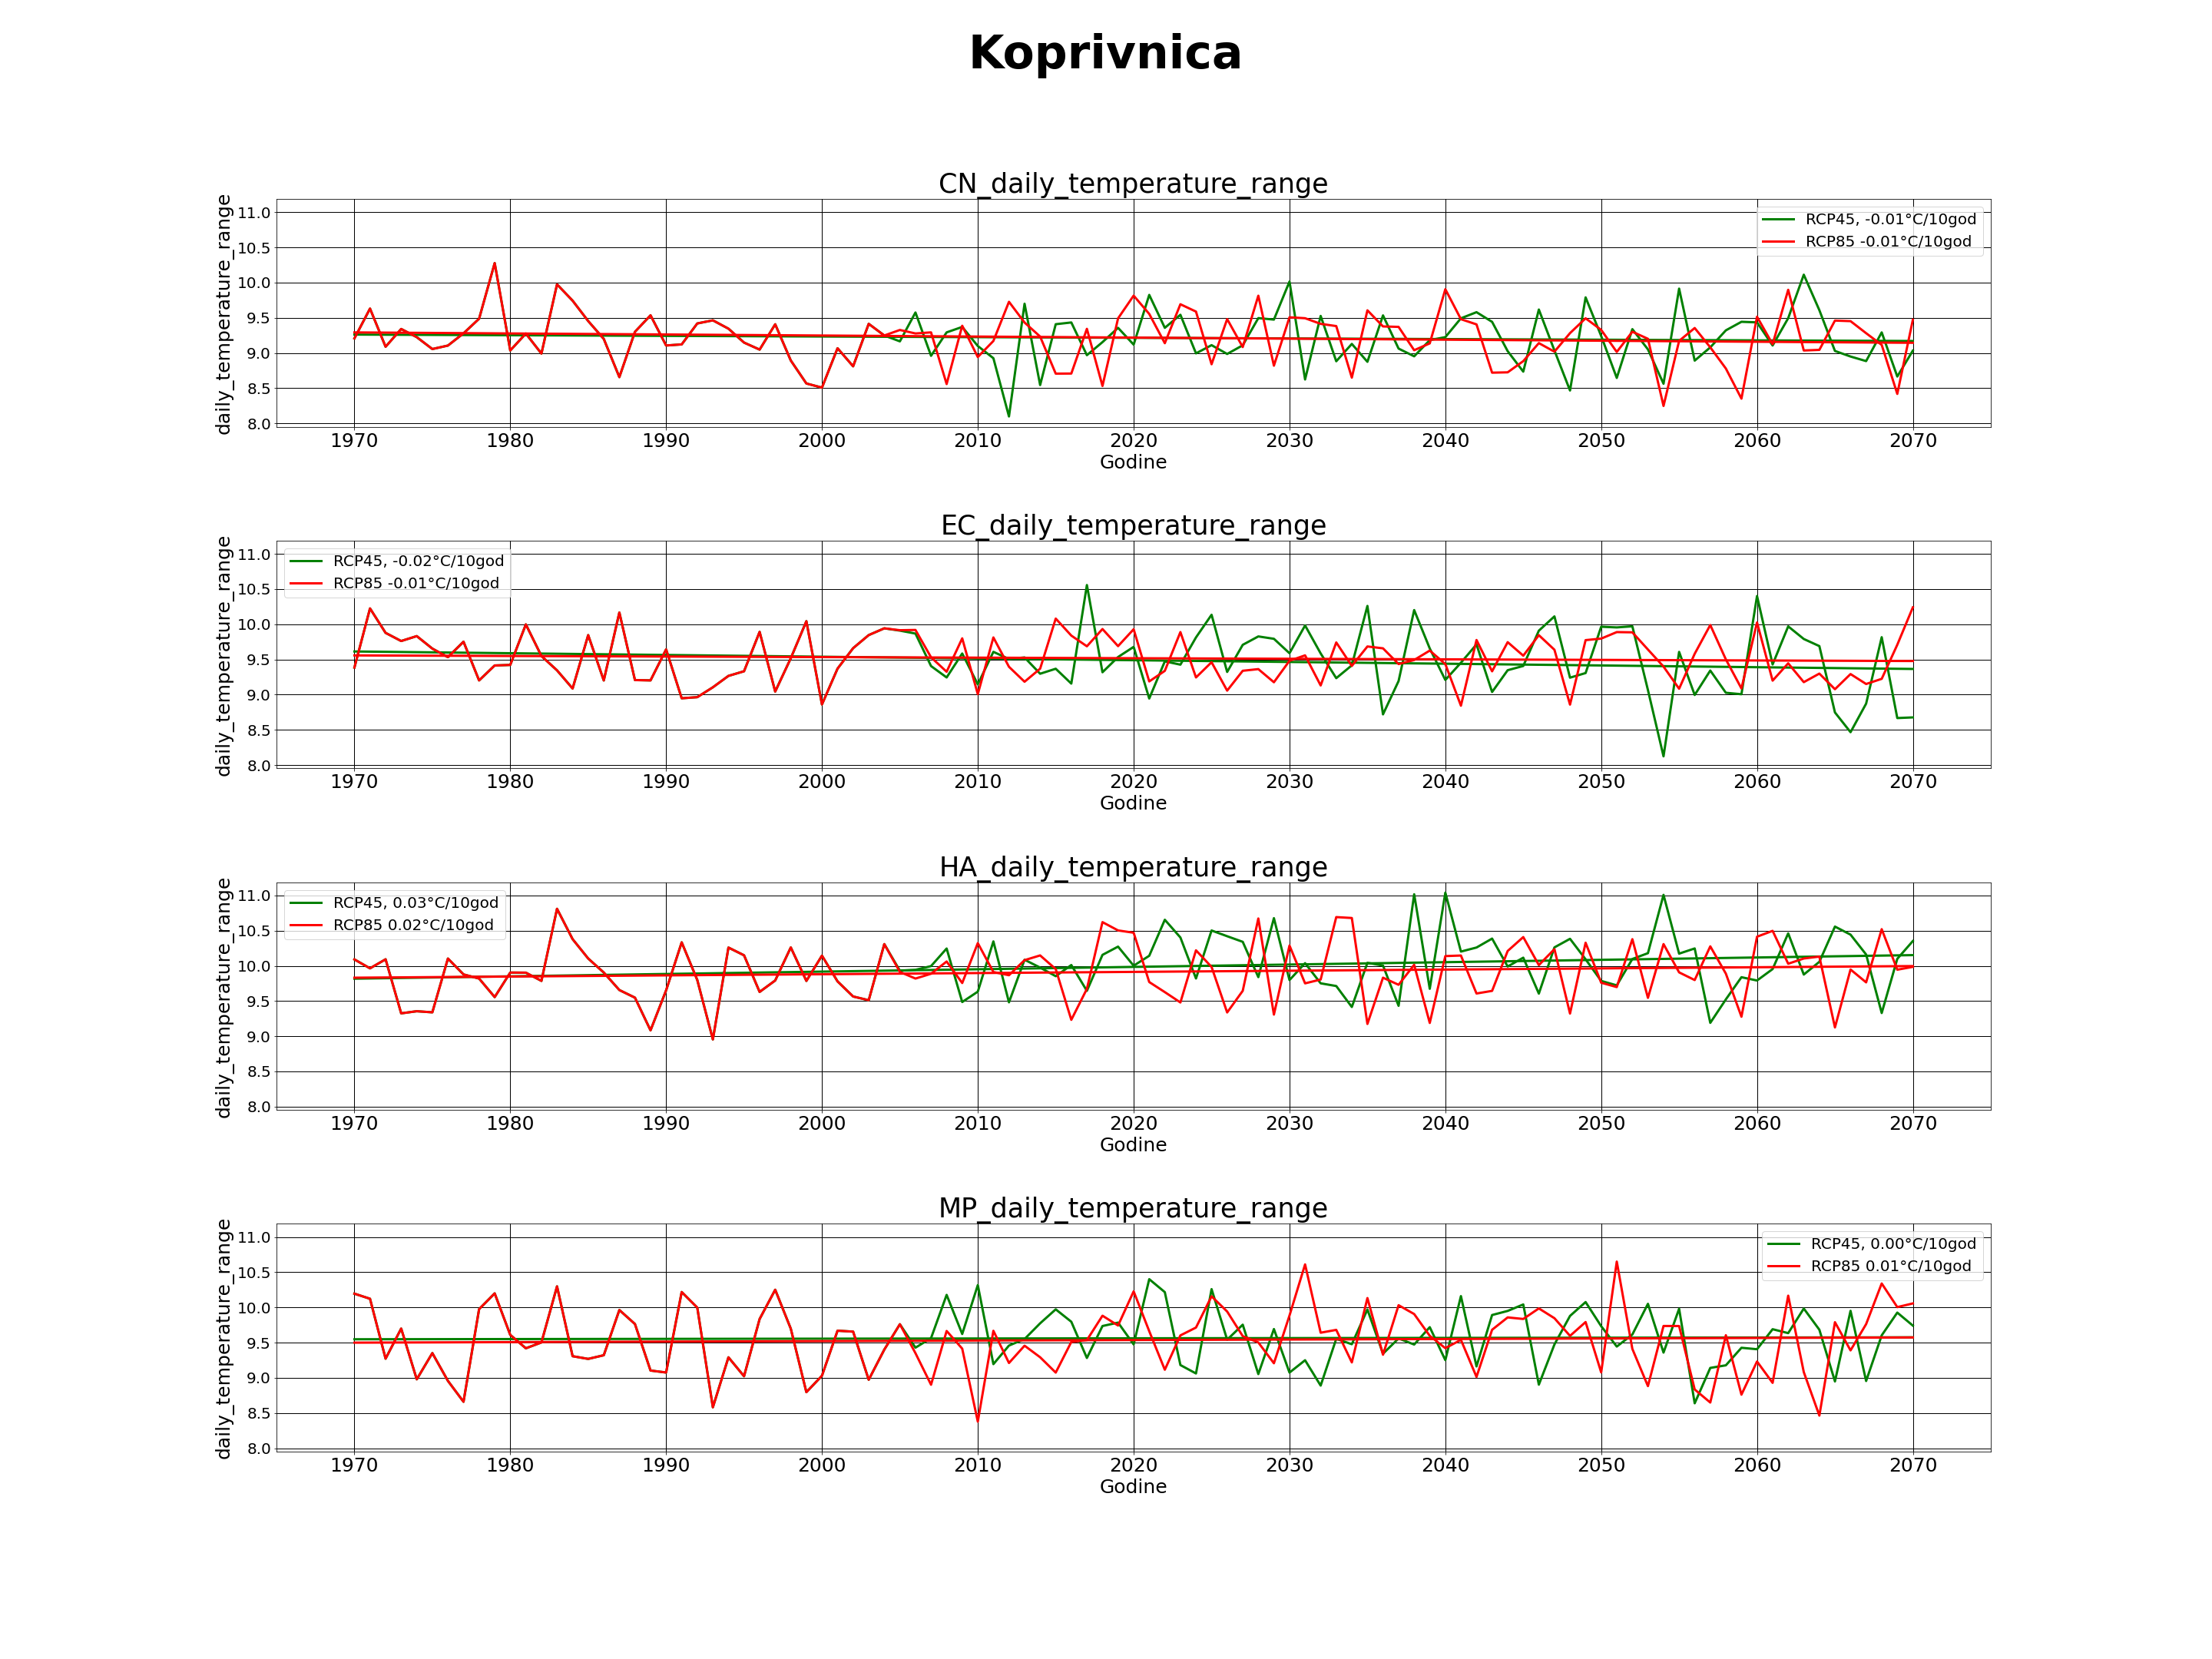 Koprivnica
CN_daily_temperature_range
daily_temperature_range
11.0
10.5
10.0
9.5
9.0
8.5
8.0
RCP45, -0.01°C/10god
RCP85 -0.01°C/10god
1970 1980 1990 2000 2010 2020 2030 2040 2050 2060 2070
Godine
EC_daily_temperature_range
daily_temperature_range
11.0
10.5
10.0
9.5
9.0
8.5
8.0
RCP45, -0.02°C/10god
RCP85 -0.01°C/10god
1970 1980 1990 2000 2010 2020 2030 2040 2050 2060 2070
Godine
HA_daily_temperature_range
daily_temperature_range
11.0
10.5
10.0
9.5
9.0
8.5
8.0
RCP45, 0.03°C/10god
RCP85 0.02°C/10god
1970 1980 1990 2000 2010 2020 2030 2040 2050 2060 2070
Godine
MP_daily_temperature_range
daily_temperature_range
11.0
10.5
10.0
9.5
9.0
8.5
8.0
RCP45, 0.00°C/10god
RCP85 0.01°C/10god
1970 1980 1990 2000 2010 2020 2030 2040 2050 2060 2070
Godine